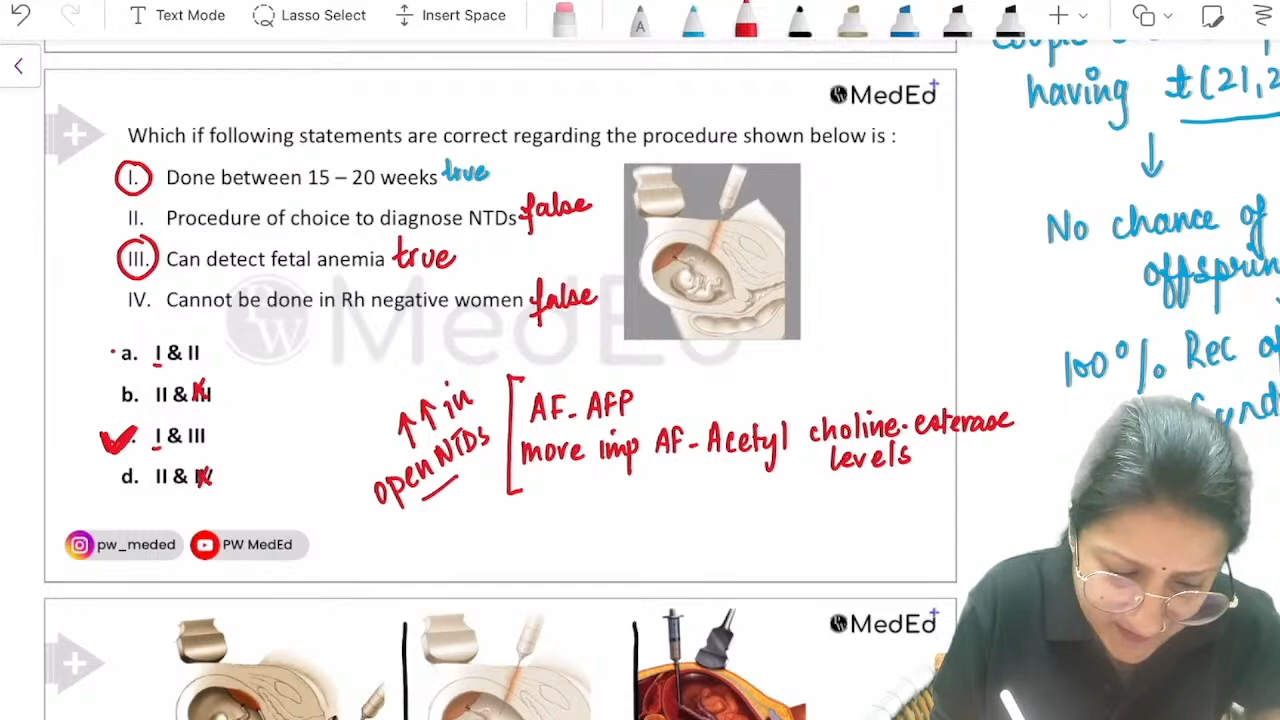 Text Mode
Lasso Select
Insert Space
A
MedEd
Which if following statements are correct regarding the procedure shown below is :
I. Done between 15 – 20 weeks true
II. Procedure of choice to diagnose NTDs false
III. Can detect fetal anemia true
IV. Cannot be done in Rh negative women false
MedEd
a. I & II
b. II & III
I & III
d. II &
↑↑ in
open NTDs
AF- AFP
more imp AF- Acetyl choline-esterase
levels
pw_meded
PW MedEd
MedEd
having t(21,2
↓
No chance of
offsprin
100% Rec